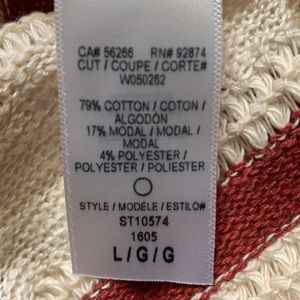 CA# 56266 RN# 92874
CUT / COUPE / CORTE#
W050262
79% COTTON / COTON /
ALGODÓN
17% MODAL / MODAL /
MODAL
4% POLYESTER /
POLYESTER / POLIESTER
STYLE / MODÈLE / ESTILO#
ST10574
1605
L / G / G